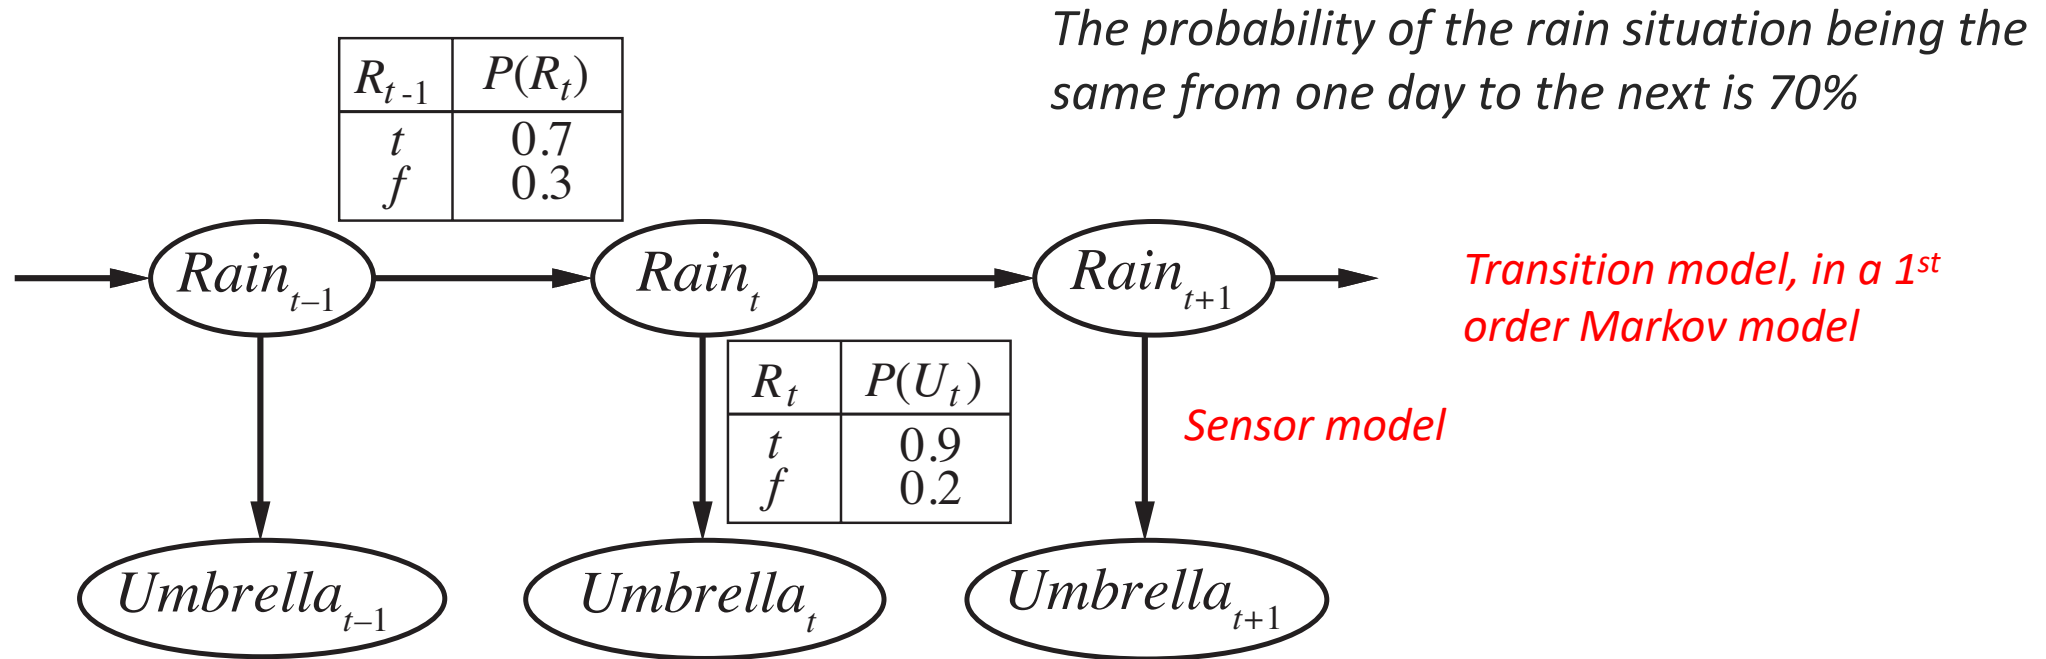 The probability of the rain situation being the
same from one day to the next is 70%
R_{t-1} P(R_t)
t 0.7
f 0.3
Rain_{t–1} Rain_t Rain_{t+1}
Transition model, in a 1st
order Markov model
R_t P(U_t)
t 0.9
f 0.2
Sensor model
Umbrella_{t–1} Umbrella_t Umbrella_{t+1}